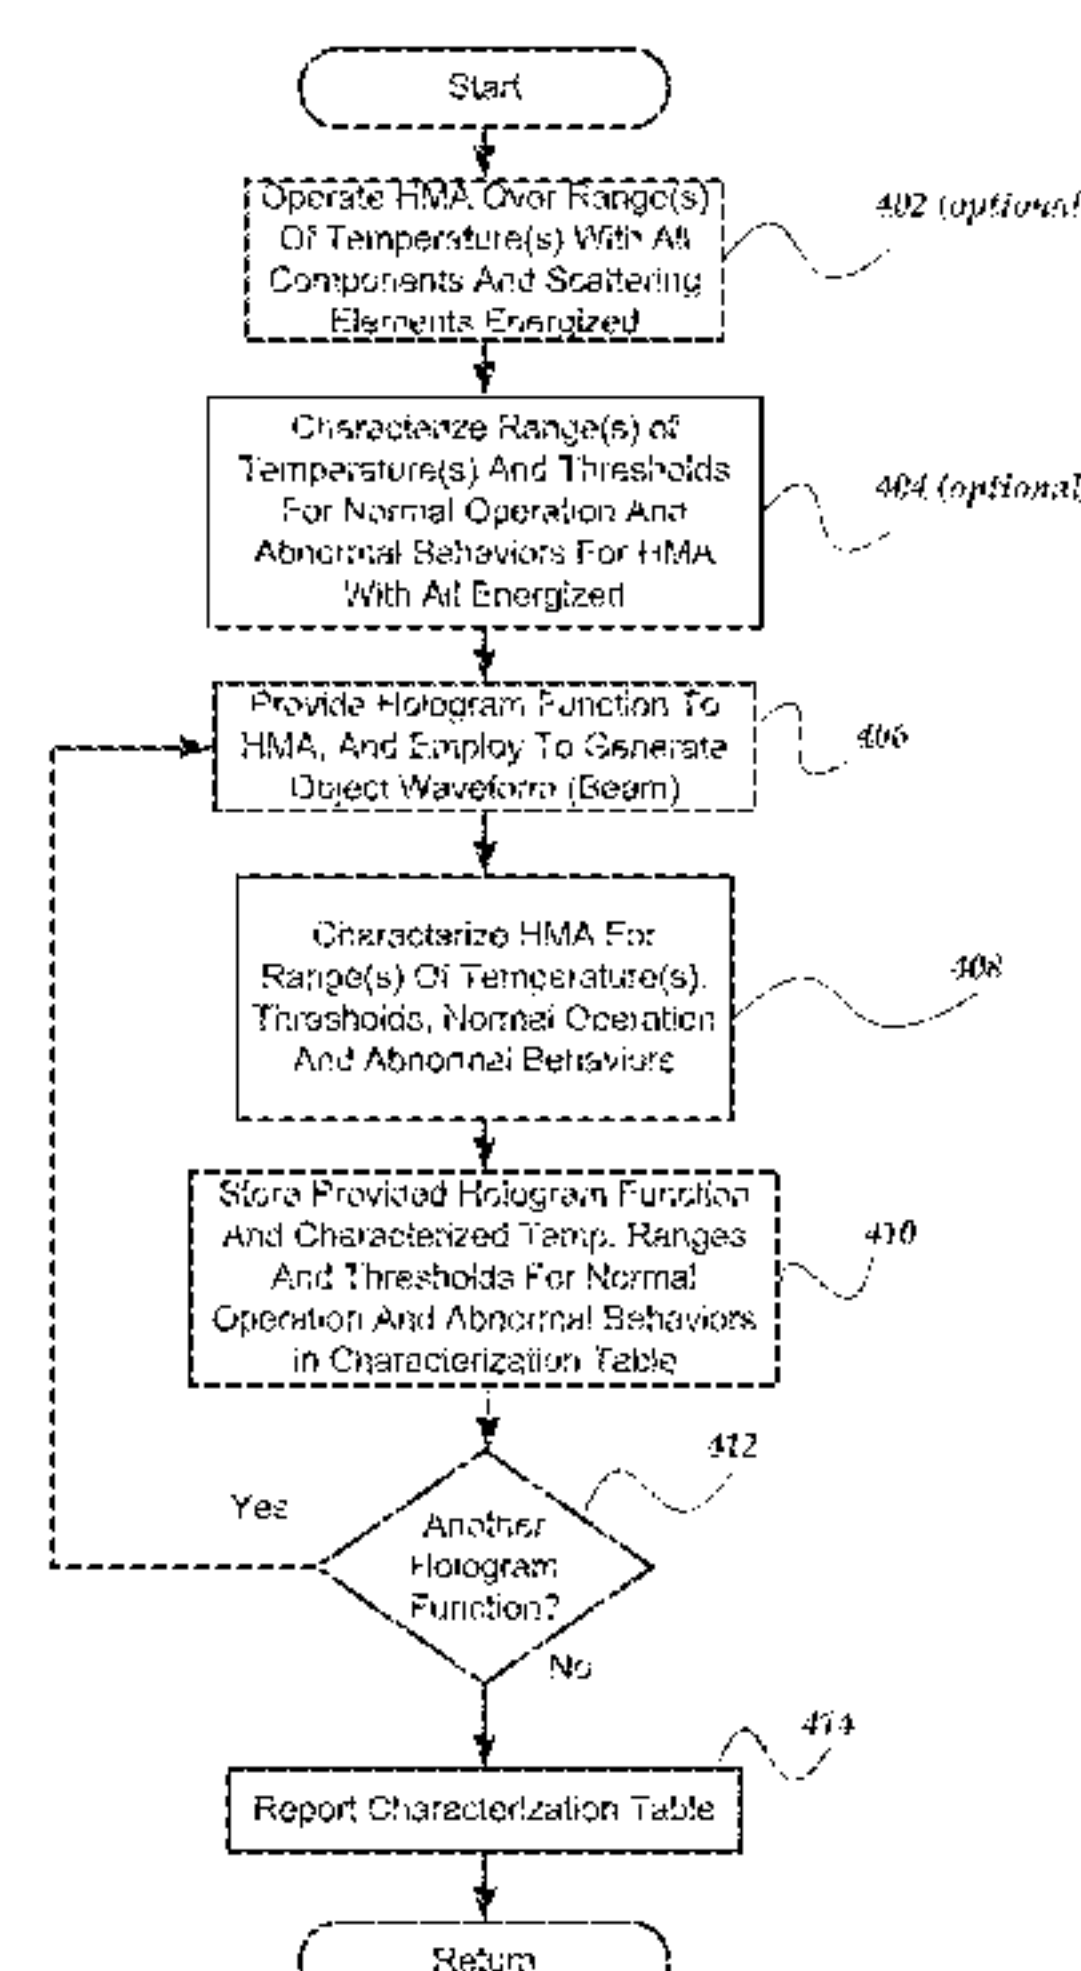 Start
Operate HMA Over Range(s)
Of Temperature(s) With All
Components And Scattering
Elements Energized
402 (optional
Characterize Range(s) of
Temperature(s) And Thresholds
For Normal Operation And
Abnormal Behaviors For HMA
With All Energized
404 (optional)
Provide Hologram Function To
HMA, And Employ To Generate
Object Waveform (Beam)
406
Characterize HMA For
Range(s) Of Temperature(s),
Thresholds, Normal Operation
And Abnormal Behaviors
408
Store Provided Hologram Function
And Characterized Temp. Ranges
And Thresholds For Normal
Operation And Abnormal Behaviors
in Characterization Table
410
412
Yes
Another
Hologram
Function?
No
414
Report Characterization Table
Return